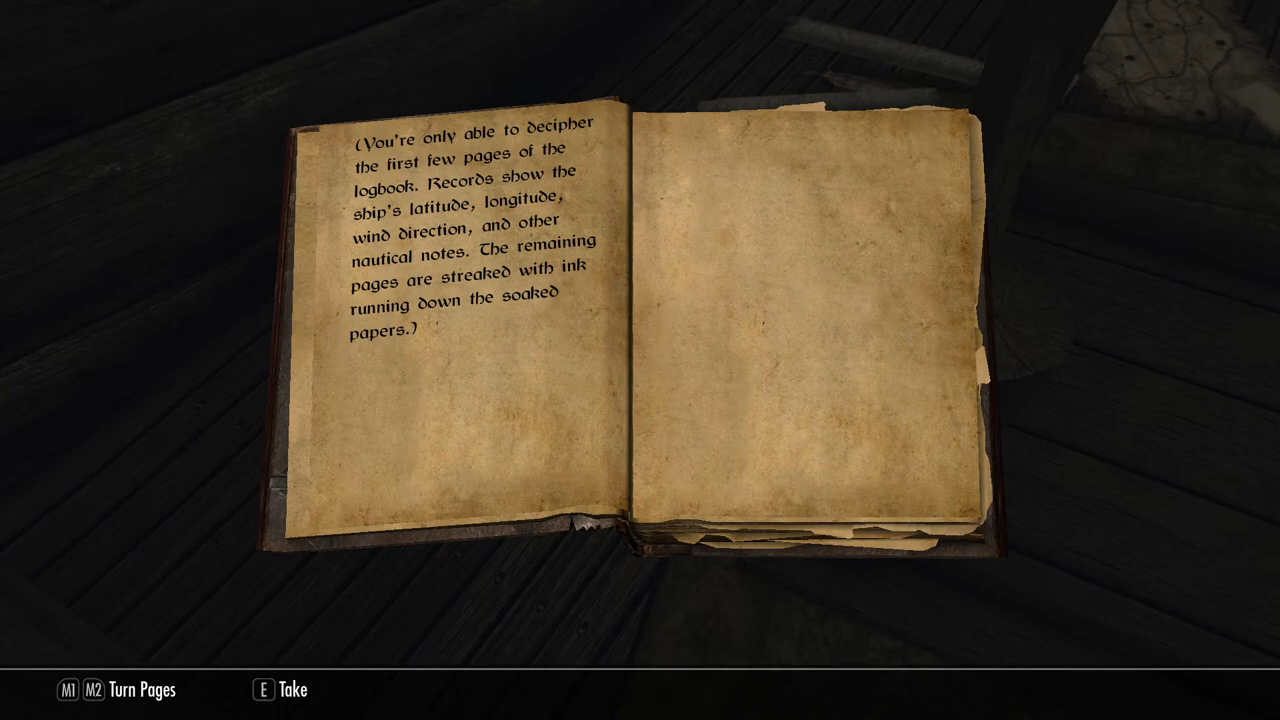 (You're only able to decipher
the first few pages of the
logbook. Records show the
ship's latitude, longitude,
wind direction, and other
nautical notes. The remaining
pages are streaked with ink
running down the soaked
papers.)
M1 M2 Turn Pages
E Take